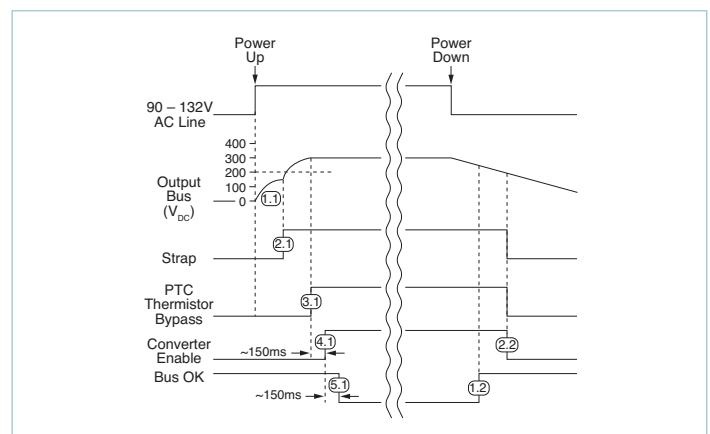 Power
Up
Power
Down
90 – 132V
AC Line
400
300
200
100
0
Output
Bus
(VDC)
1.1
2.1
Strap
PTC
Thermistor
Bypass
3.1
Converter
Enable
4.1
2.2
~150ms
Bus OK
5.1
1.2
~150ms